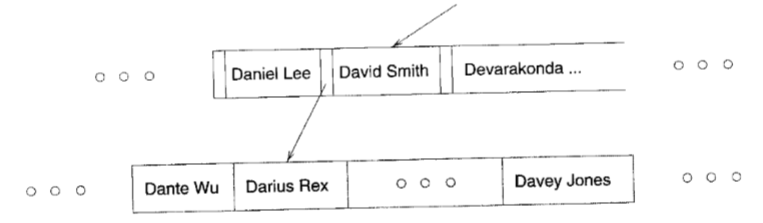 Daniel Lee David Smith Devarakonda ...
Dante Wu Darius Rex Davey Jones